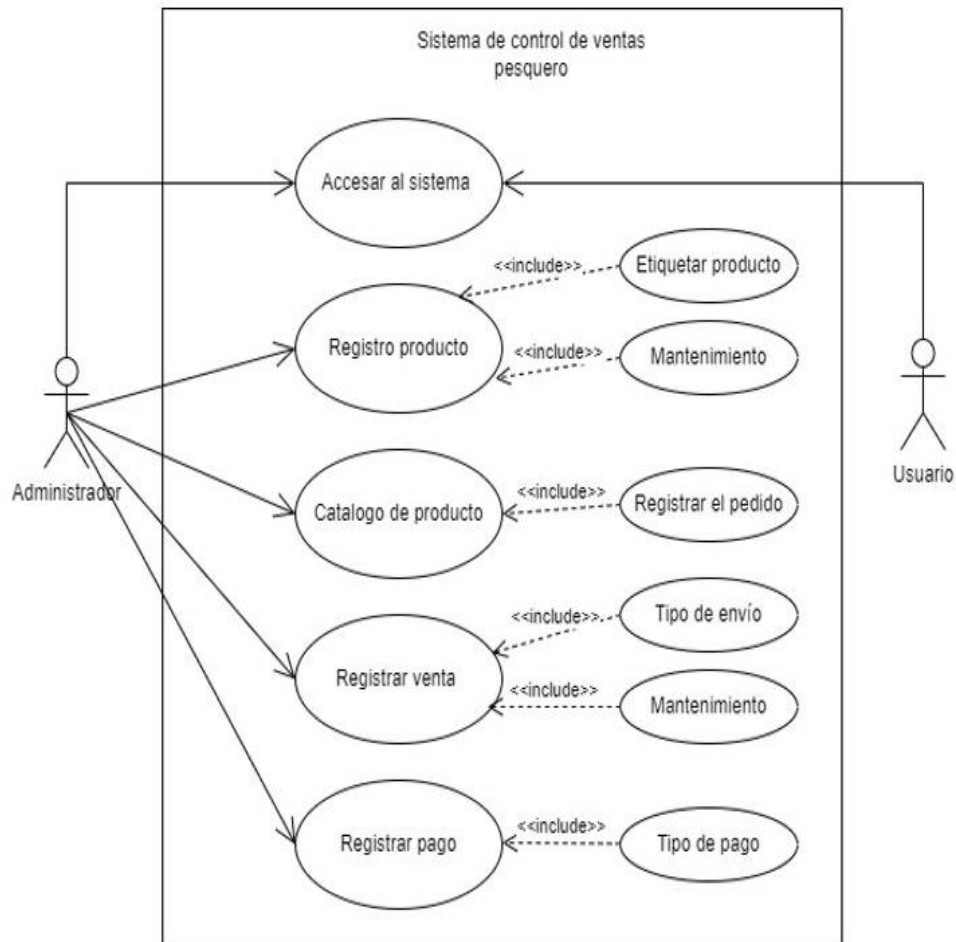 Sistema de control de ventas
pesquero
Accesar al sistema
<<include>>
Etiquetar producto
Registro producto
<<include>>
Mantenimiento
Administrador
Usuario
Catalogo de producto
<<include>>
Registrar el pedido
<<include>>
Tipo de envío
Registrar venta
<<include>>
Mantenimiento
<<include>>
Registrar pago
Tipo de pago